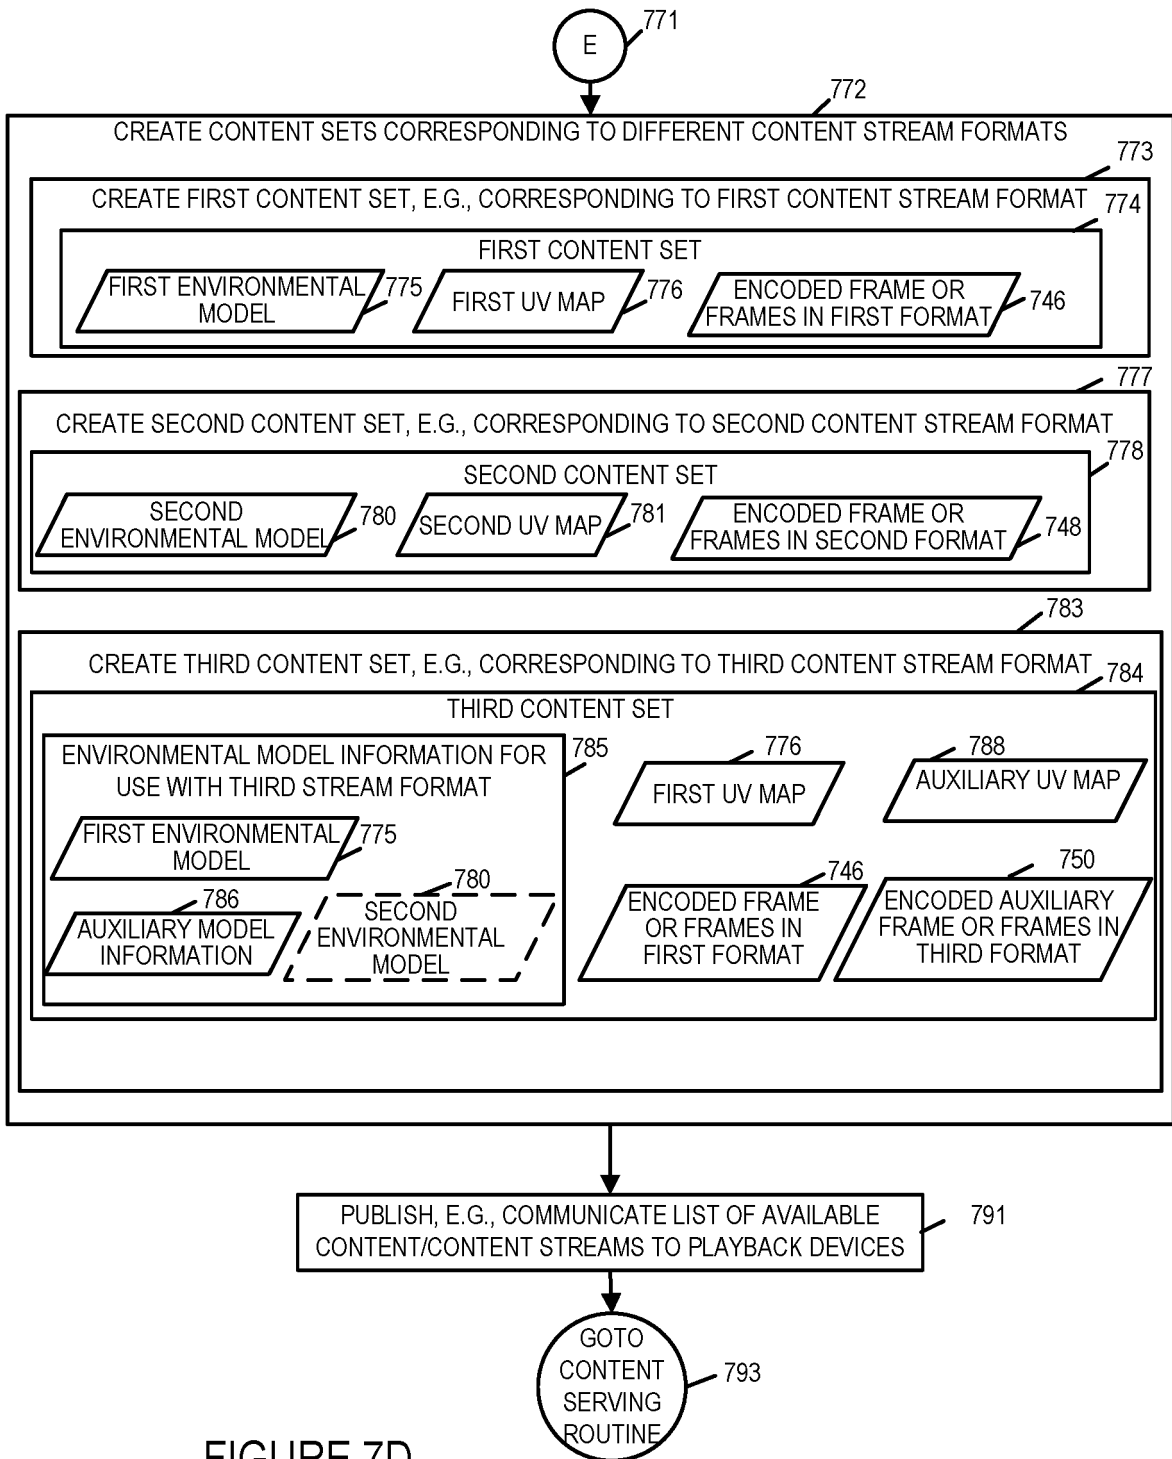 E
771
772
CREATE CONTENT SETS CORRESPONDING TO DIFFERENT CONTENT STREAM FORMATS
773
CREATE FIRST CONTENT SET, E.G., CORRESPONDING TO FIRST CONTENT STREAM FORMAT
774
FIRST CONTENT SET
FIRST ENVIRONMENTAL
MODEL
775
FIRST UV MAP
776
ENCODED FRAME OR
FRAMES IN FIRST FORMAT
746
777
CREATE SECOND CONTENT SET, E.G., CORRESPONDING TO SECOND CONTENT STREAM FORMAT
778
SECOND CONTENT SET
SECOND
ENVIRONMENTAL MODEL
780
SECOND UV MAP
781
ENCODED FRAME OR
FRAMES IN SECOND FORMAT
748
783
CREATE THIRD CONTENT SET, E.G., CORRESPONDING TO THIRD CONTENT STREAM FORMAT
784
THIRD CONTENT SET
ENVIRONMENTAL MODEL INFORMATION FOR
USE WITH THIRD STREAM FORMAT
785
FIRST ENVIRONMENTAL
MODEL
775
786
AUXILIARY MODEL
INFORMATION
780
SECOND
ENVIRONMENTAL
MODEL
776
FIRST UV MAP
788
AUXILIARY UV MAP
746
ENCODED FRAME
OR FRAMES IN
FIRST FORMAT
750
ENCODED AUXILIARY
FRAME OR FRAMES IN
THIRD FORMAT
PUBLISH, E.G., COMMUNICATE LIST OF AVAILABLE
CONTENT/CONTENT STREAMS TO PLAYBACK DEVICES
791
GOTO
CONTENT
SERVING
ROUTINE
793
FIGURE 7D